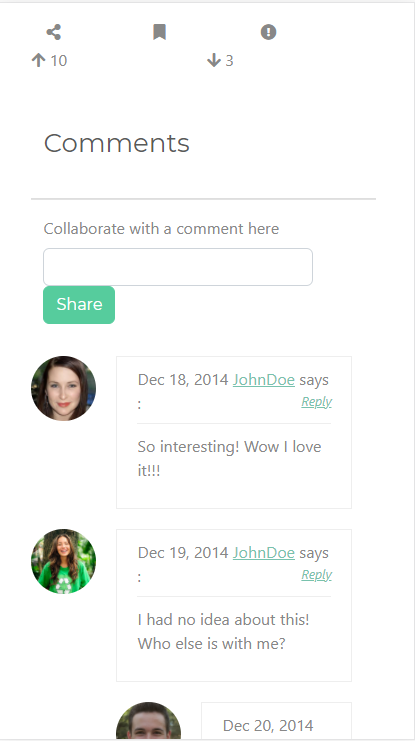 10 3
Comments
Collaborate with a comment here
Share
Dec 18, 2014 JohnDoe says
: Reply
So interesting! Wow I love
it!!!
Dec 19, 2014 JohnDoe says
: Reply
I had no idea about this!
Who else is with me?
Dec 20, 2014